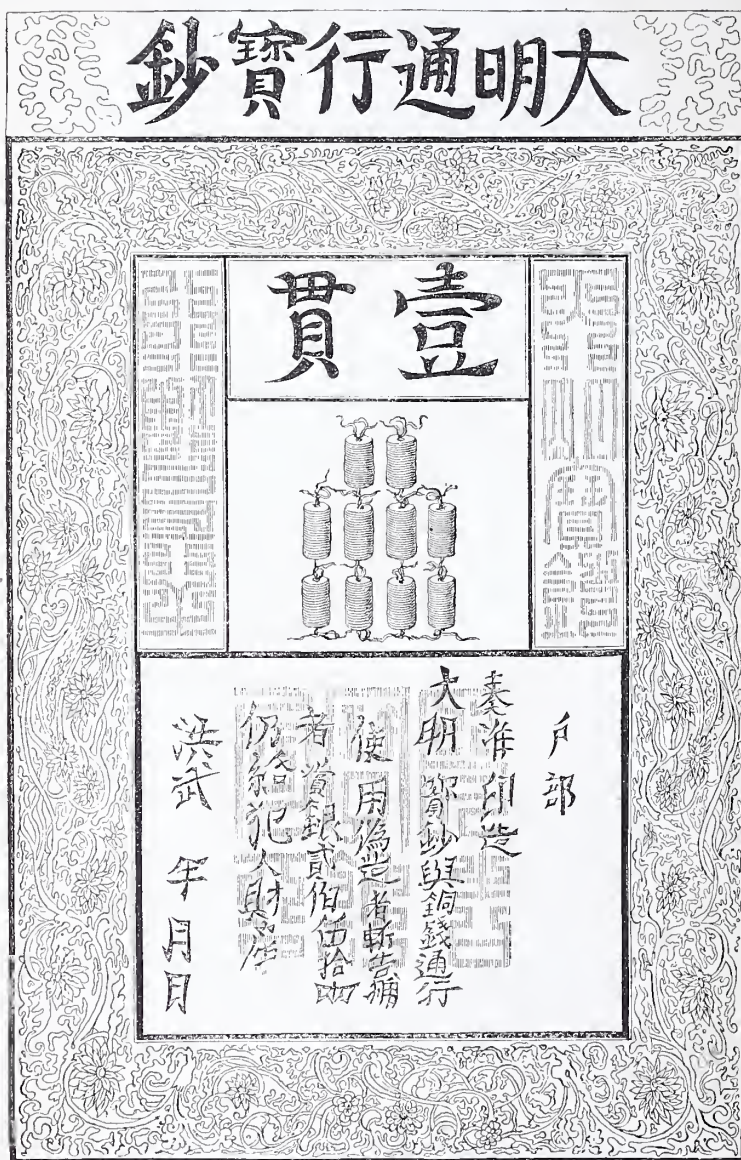 大明通行寶鈔
壹貫
戶部
奏准印造
大明寶鈔與銅錢通行
使用偽造者斬告捕
者賞銀貳伯伍拾兩
仍給犯人財產
洪武 年 月 日